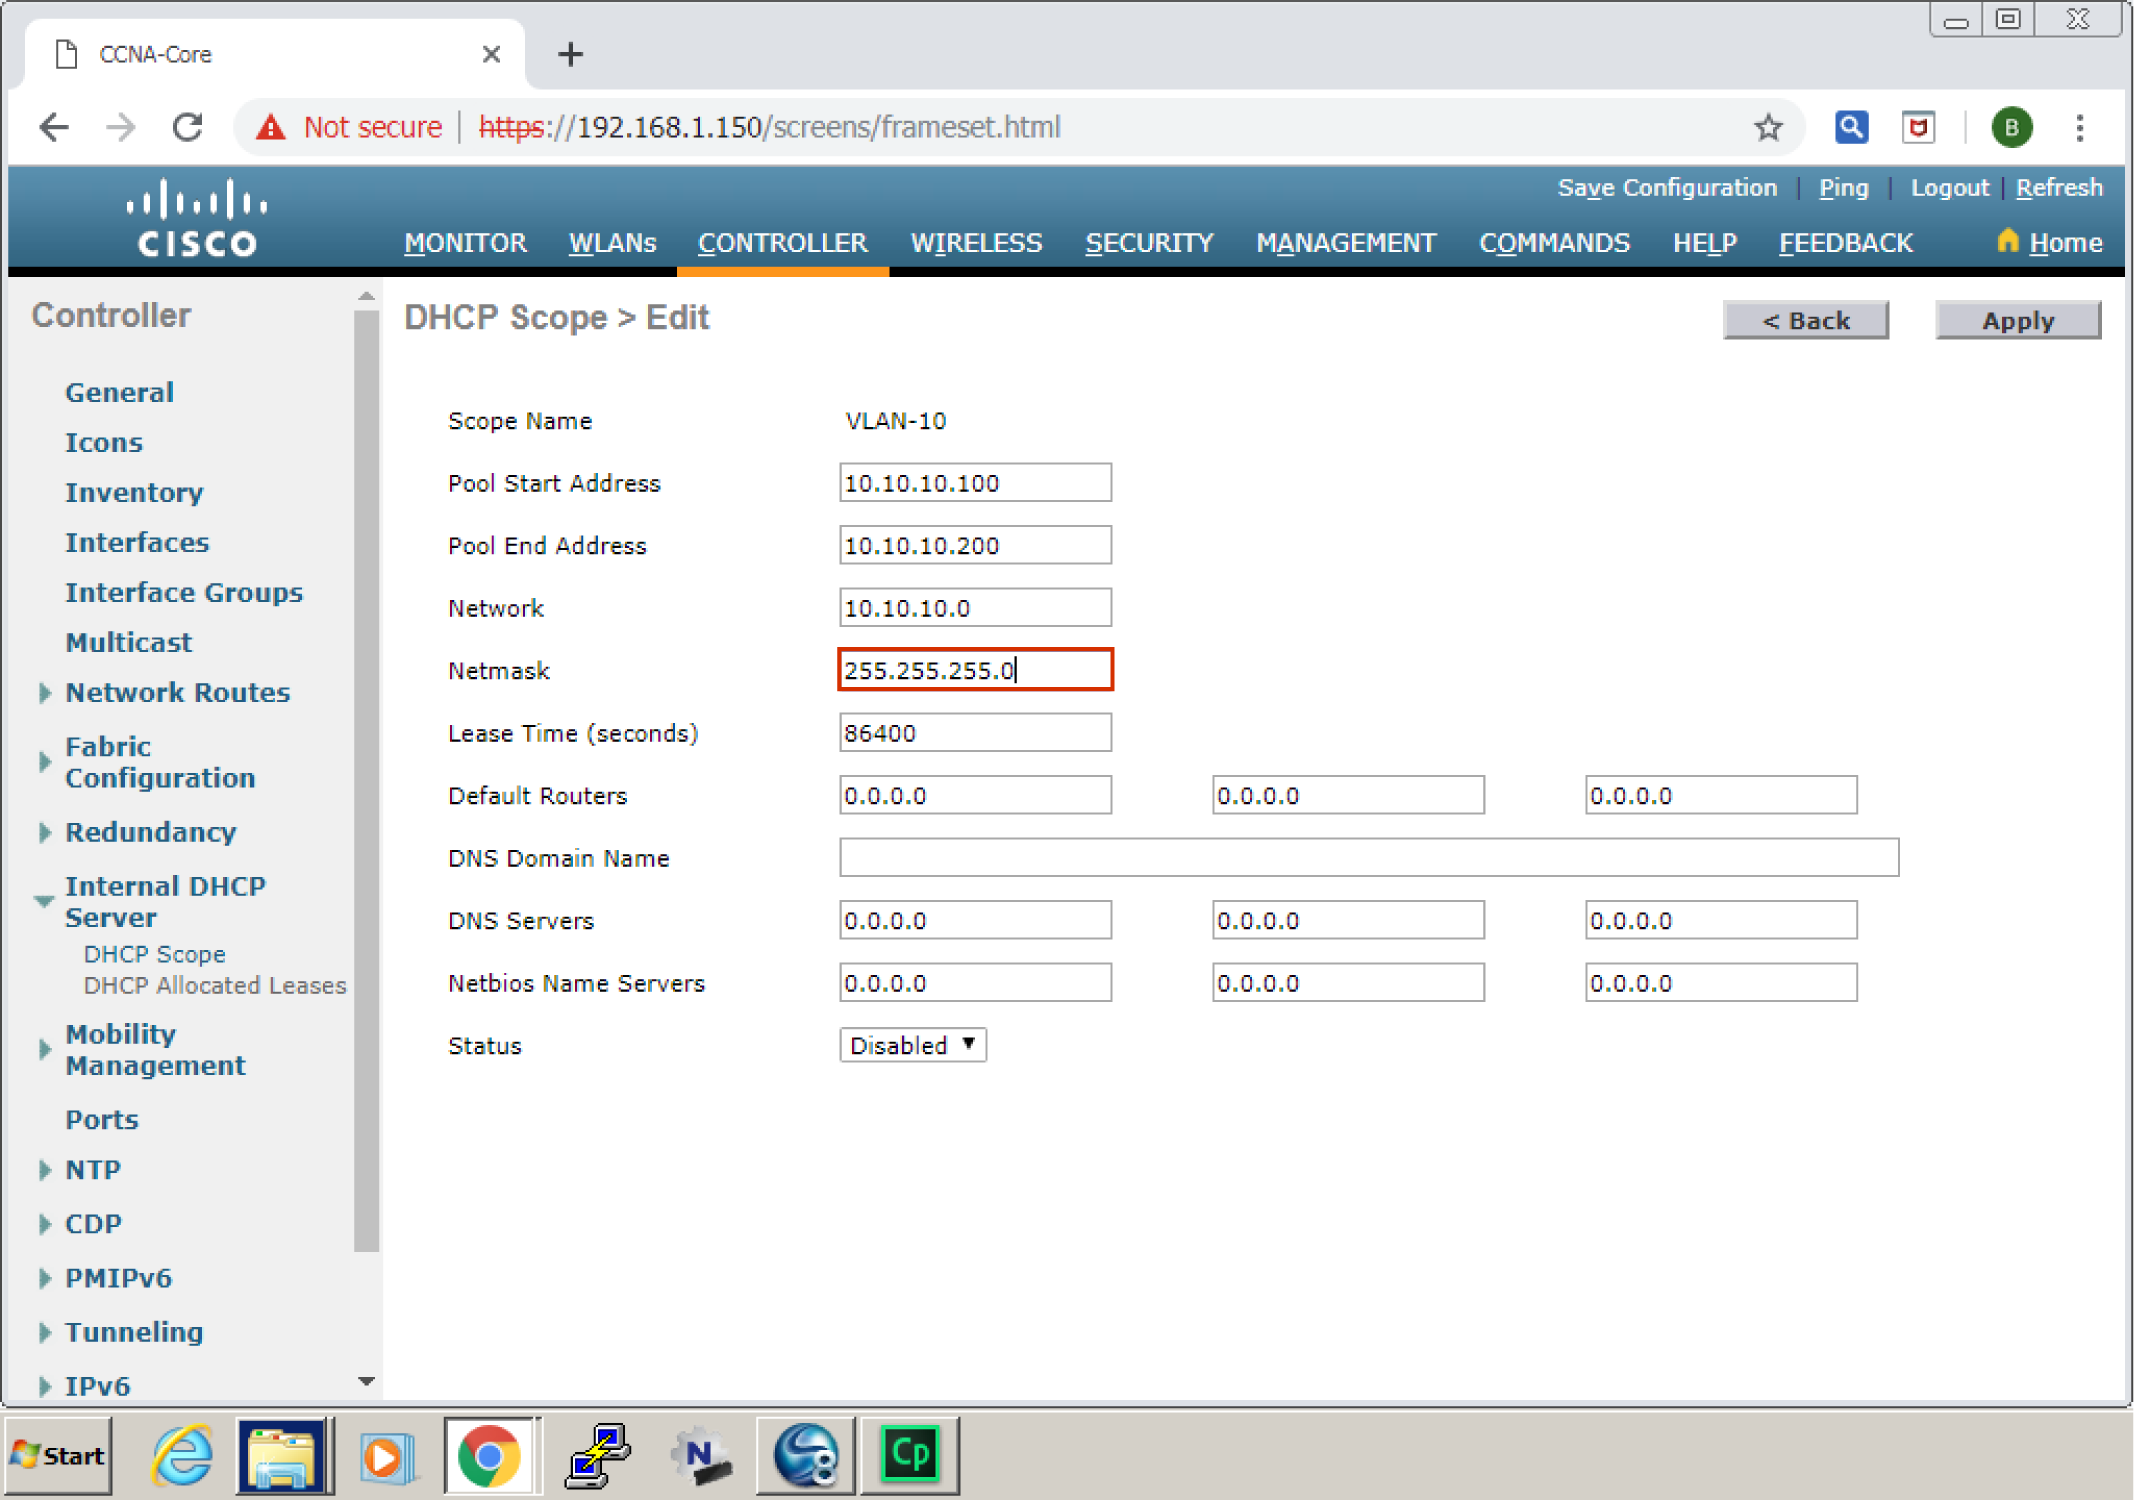 CCNA-Core
Not secure | https://192.168.1.150/screens/frameset.html
B
Save Configuration | Ping | Logout | Refresh
CISCO
MONITOR WLANs CONTROLLER WIRELESS SECURITY MANAGEMENT COMMANDS HELP FEEDBACK Home
Controller
General
Icons
Inventory
Interfaces
Interface Groups
Multicast
Network Routes
Fabric
Configuration
Redundancy
Internal DHCP
Server
DHCP Scope
DHCP Allocated Leases
Mobility
Management
Ports
NTP
CDP
PMIPv6
Tunneling
IPv6
DHCP Scope > Edit
< Back
Apply
Scope Name VLAN-10
Pool Start Address 10.10.10.100
Pool End Address 10.10.10.200
Network 10.10.10.0
Netmask 255.255.255.0
Lease Time (seconds) 86400
Default Routers 0.0.0.0 0.0.0.0 0.0.0.0
DNS Domain Name
DNS Servers 0.0.0.0 0.0.0.0 0.0.0.0
Netbios Name Servers 0.0.0.0 0.0.0.0 0.0.0.0
Status Disabled
Start
N
8
Cp